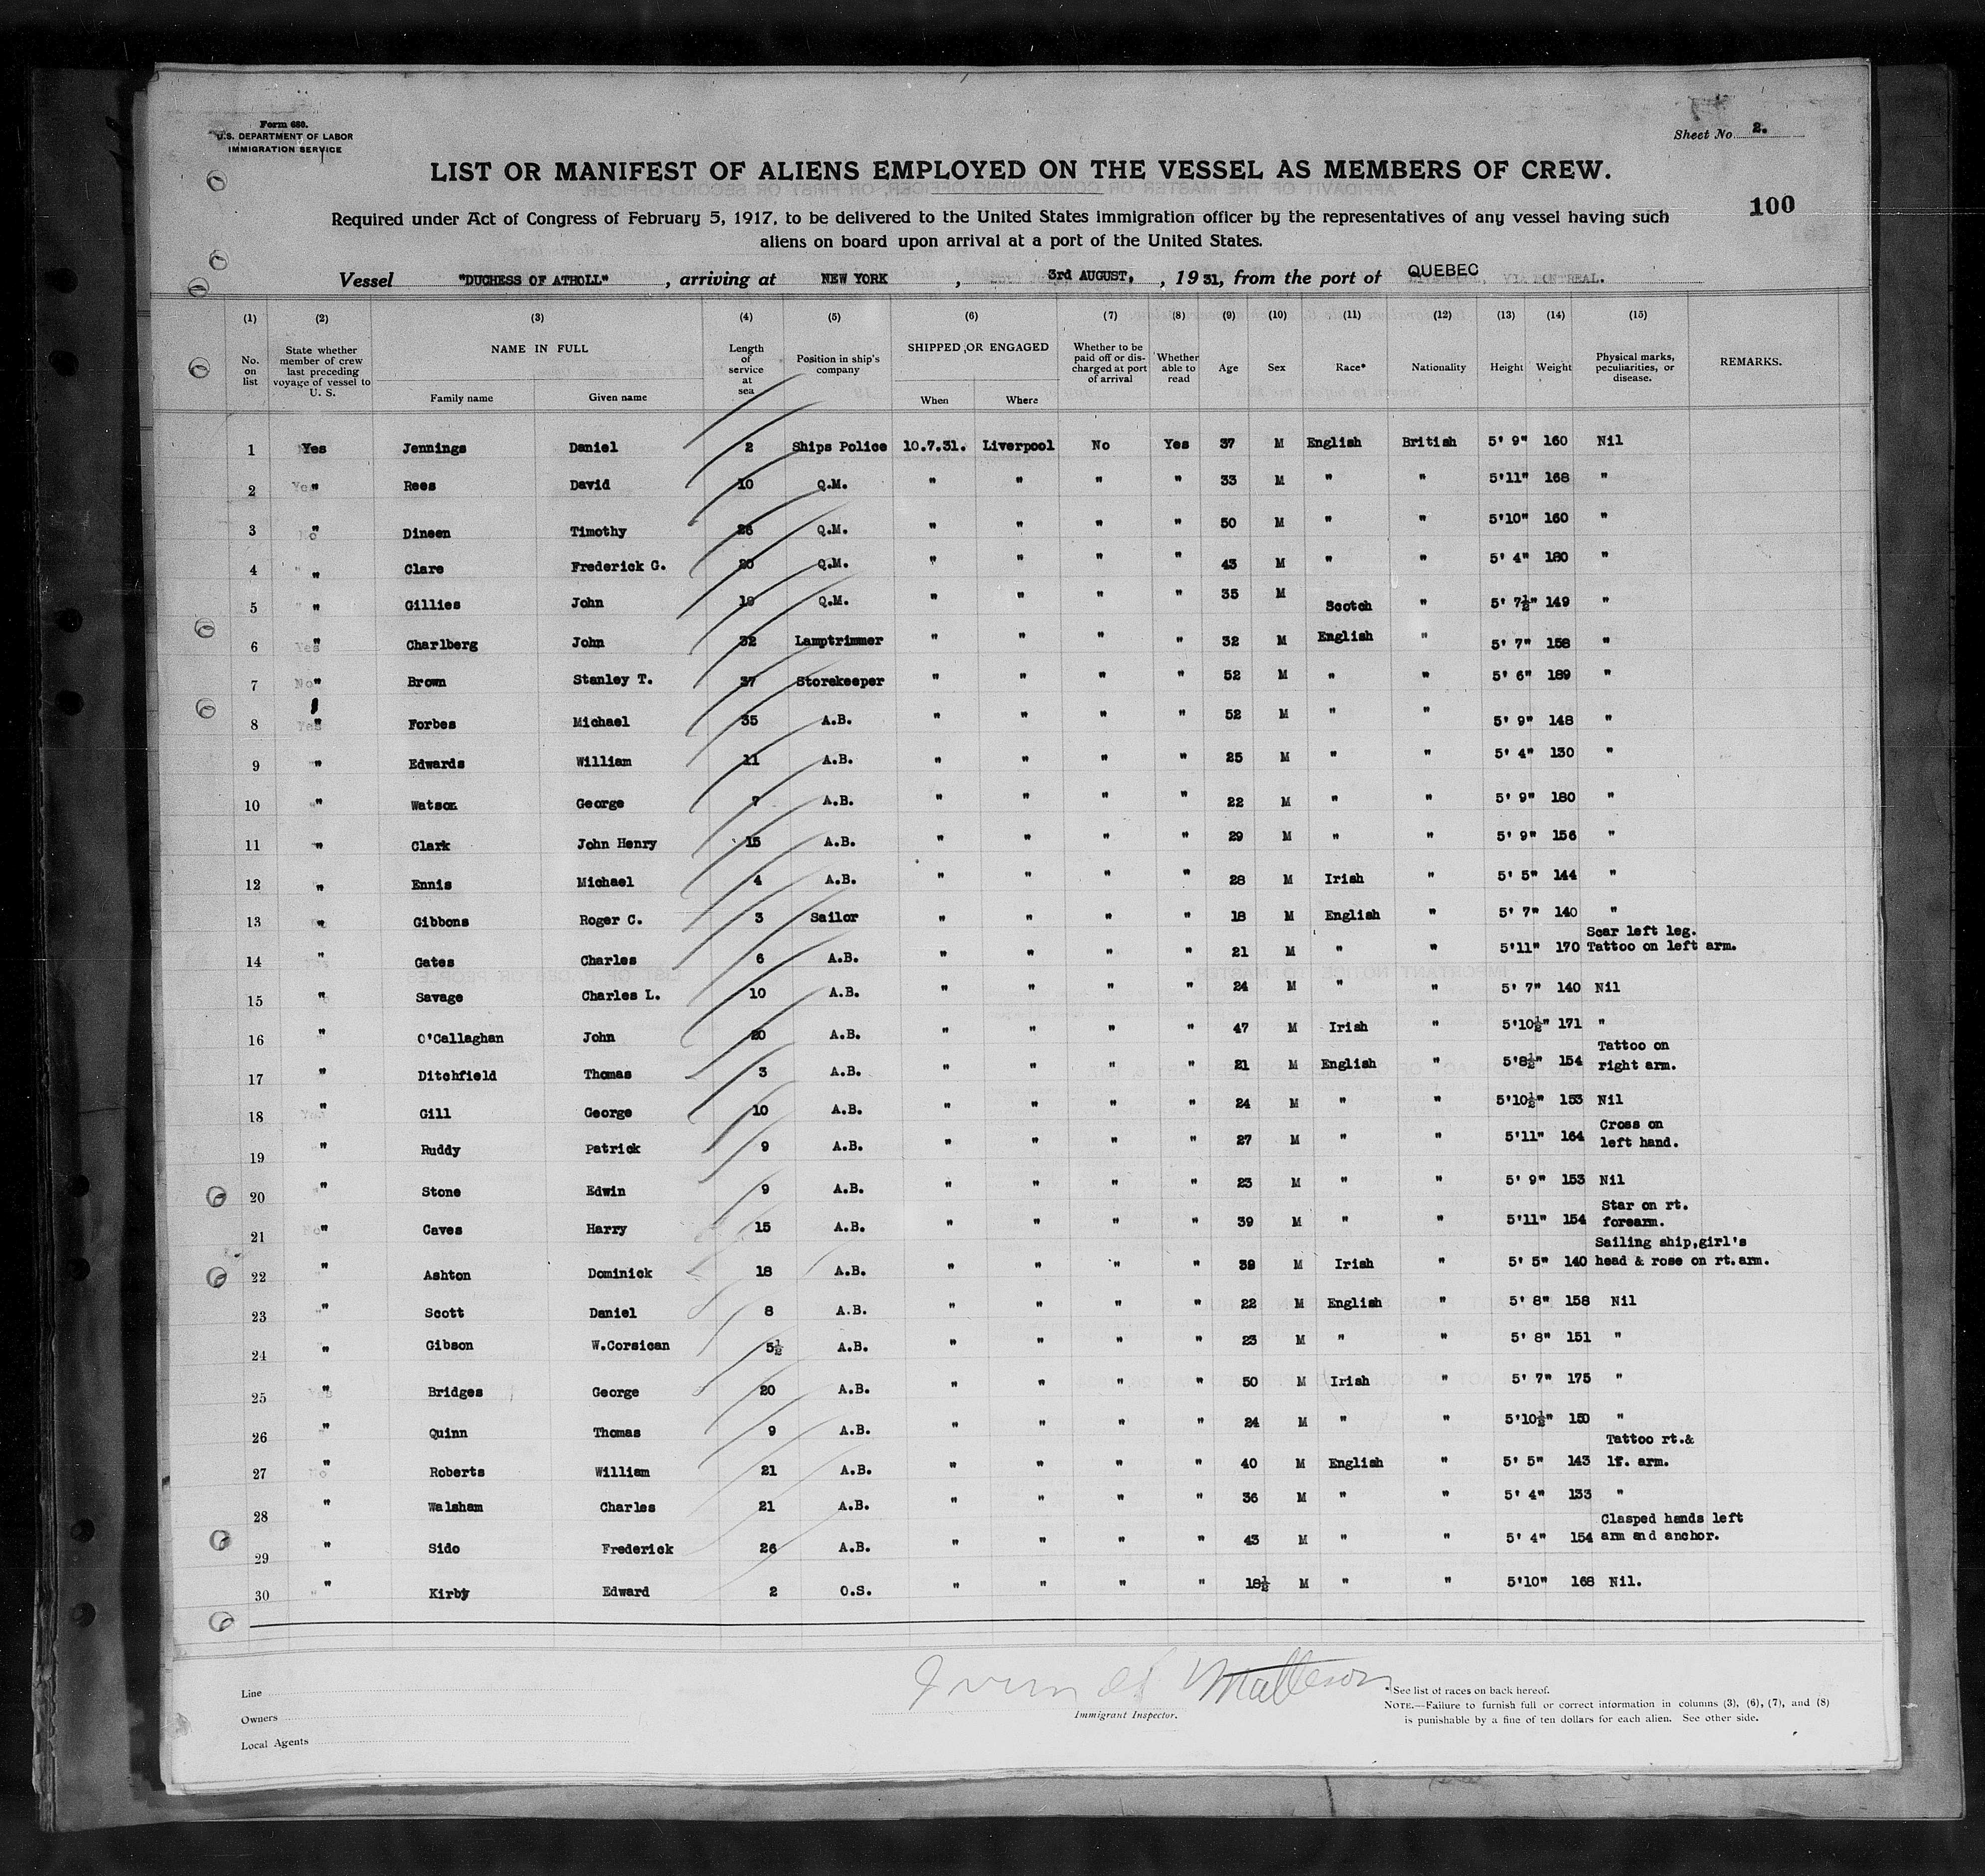 Form 680.
U.S. DEPARTMENT OF LABOR
IMMIGRATION SERVICE
Sheet No. 2.
LIST OR MANIFEST OF ALIENS EMPLOYED ON THE VESSEL AS MEMBERS OF CREW.
100
Required under Act of Congress of February 5, 1917, to be delivered to the United States immigration officer by the representatives of any vessel having such
aliens on board upon arrival at a port of the United States.
Vessel "DUCHESS OF ATHOLL", arriving at NEW YORK, 3rd AUGUST, 1931, from the port of QUEBEC VIA MONTREAL.
(1) (2) (3) (4) (5) (6) (7) (8) (9) (10) (11) (12) (13) (14) (15)
No. on list State whether member of crew last preceding voyage of vessel to U. S. NAME IN FULL Family name Given name Length of service at sea Position in ship's company SHIPPED OR ENGAGED When Where Whether to be paid off or discharged at port of arrival Whether able to read Age Sex Race* Nationality Height Weight Physical marks, peculiarities, or disease. REMARKS.
1 Yes Jennings Daniel 2 Ships Police 10.7.31. Liverpool No Yes 37 M English British 5' 9" 160 Nil
2 " Rees David 10 Q.M. " " " " 33 M " " 5'11" 168 "
3 " Dineen Timothy 26 Q.M. " " " " 50 M " " 5'10" 160 "
4 " Clare Frederick G. 20 Q.M. " " " " 43 M " " 5' 4" 180 "
5 " Gillies John 19 Q.M. " " " " 35 M Scotch " 5' 7½" 149 "
6 " Charlberg John 32 Lamptrimmer " " " " 32 M English " 5' 7" 158 "
7 " Brown Stanley T. 37 Storekeeper " " " " 52 M " " 5' 6" 189 "
8 " Forbes Michael 35 A.B. " " " " 52 M " " 5' 9" 148 "
9 " Edwards William 11 A.B. " " " " 25 M " " 5' 4" 130 "
10 " Watson George 7 A.B. " " " " 22 M " " 5' 9" 180 "
11 " Clark John Henry 15 A.B. " " " " 29 M " " 5' 9" 156 "
12 " Ennis Michael 4 A.B. " " " " 28 M Irish " 5' 5" 144 "
13 " Gibbons Roger C. 3 Sailor " " " " 18 M English " 5' 7" 140 "
14 " Gates Charles 6 A.B. " " " " 21 M " " 5'11" 170 Scar left leg. Tattoo on left arm.
15 " Savage Charles L. 10 A.B. " " " " 24 M " " 5' 7" 140 Nil
16 " O'Callaghan John 20 A.B. " " " " 47 M Irish " 5'10½" 171 "
17 " Ditchfield Thomas 3 A.B. " " " " 21 M English " 5'8½" 154 Tattoo on right arm.
18 " Gill George 10 A.B. " " " " 24 M " " 5'10½" 153 Nil
19 " Ruddy Patrick 9 A.B. " " " " 27 M " " 5'11" 164 Cross on left hand.
20 " Stone Edwin 9 A.B. " " " " 23 M " " 5' 9" 153 Nil
21 " Caves Harry 15 A.B. " " " " 39 M " " 5'11" 154 Star on rt. forearm.
22 " Ashton Dominick 18 A.B. " " " " 39 M Irish " 5' 5" 140 Sailing ship,girl's head & rose on rt.arm.
23 " Scott Daniel 8 A.B. " " " " 22 M English " 5' 8" 158 Nil
24 " Gibson W.Corsican 5½ A.B. " " " " 23 M " " 5' 8" 151 "
25 " Bridges George 20 A.B. " " " " 50 M Irish " 5' 7" 175 "
26 " Quinn Thomas 9 A.B. " " " " 24 M " " 5'10½" 150 "
27 " Roberts William 21 A.B. " " " " 40 M English " 5' 5" 143 Tattoo rt.& lf. arm.
28 " Walsham Charles 21 A.B. " " " " 36 M " " 5' 4" 133 "
29 " Sido Frederick 26 A.B. " " " " 43 M " " 5' 4" 154 Clasped hands left arm and anchor.
30 " Kirby Edward 2 O.S. " " " " 18½ M " " 5'10" 168 Nil.
Line
Owners
Local Agents
Immigrant Inspector.
* See list of races on back hereof.
NOTE.—Failure to furnish full or correct information in columns (3), (6), (7), and (8)
is punishable by a fine of ten dollars for each alien. See other side.